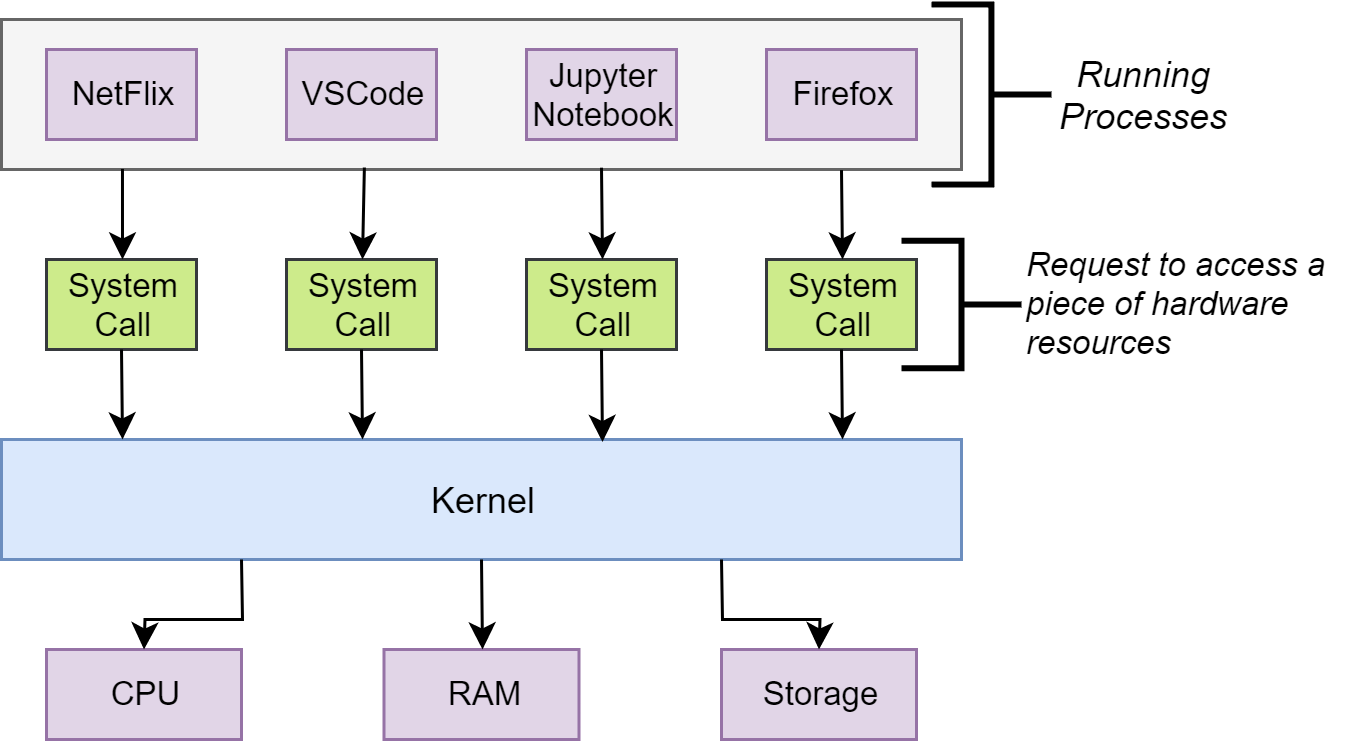 NetFlix
VSCode
Jupyter
Notebook
Firefox
Running
Processes
System
Call
System
Call
System
Call
System
Call
Request to access a
piece of hardware
resources
Kernel
CPU
RAM
Storage